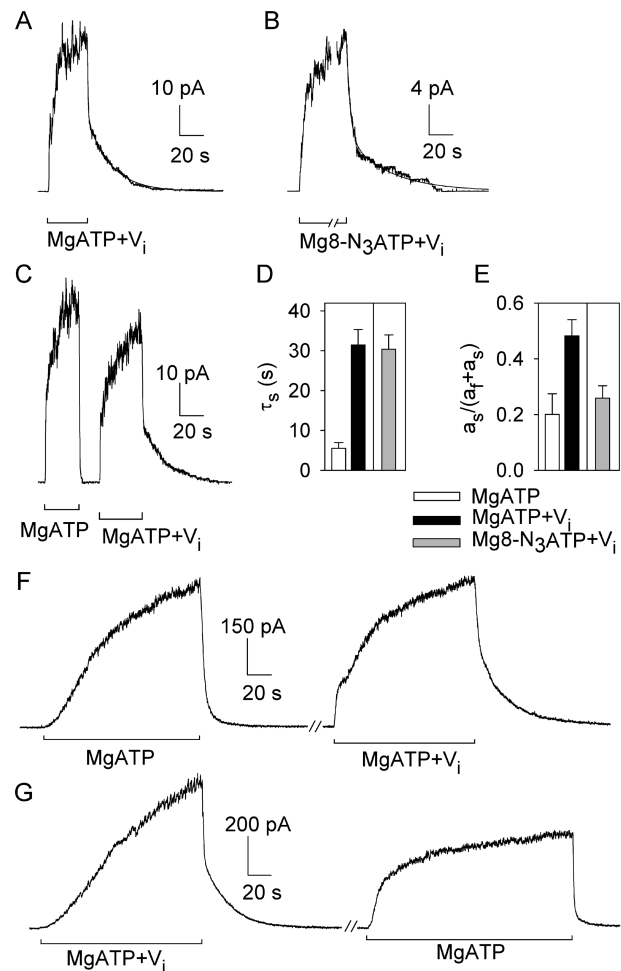 A
B
10 pA
20 s
4 pA
20 s
MgATP+Vi
Mg8-N3ATP+Vi
C
10 pA
20 s
MgATP
MgATP+Vi
D
τs (s)
40
30
20
10
0
E
as/(af+as)
0.6
0.4
0.2
0.0
MgATP
MgATP+Vi
Mg8-N3ATP+Vi
F
150 pA
20 s
//
MgATP
MgATP+Vi
G
200 pA
20 s
//
MgATP+Vi
MgATP